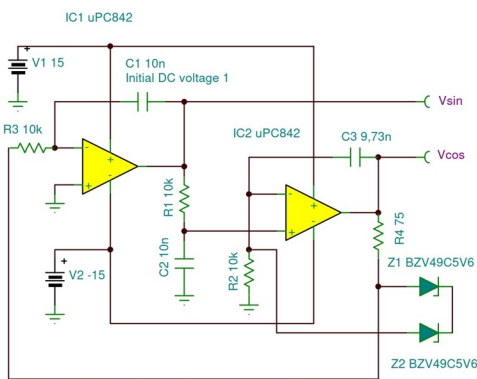 IC1 uPC842
V1 15
C1 10n
Initial DC voltage 1
Vsin
R3 10k
IC2 uPC842
C3 9,73n
Vcos
-
+
+
-
+
+
R1 10k
C2 10n
R2 10k
R4 75
+
V2 -15
Z1 BZV49C5V6
Z2 BZV49C5V6
+